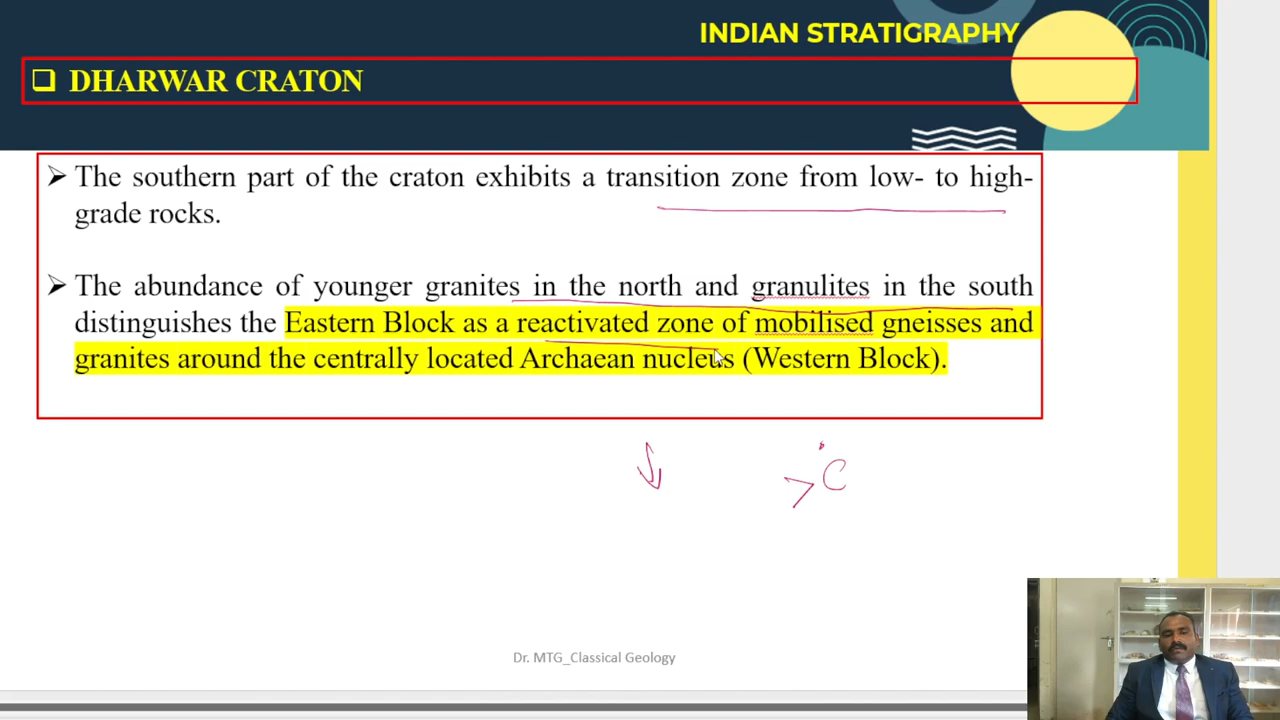 INDIAN STRATIGRAPHY
❑ DHARWAR CRATON
➢ The southern part of the craton exhibits a transition zone from low- to high-
grade rocks.
➢ The abundance of younger granites in the north and granulites in the south
distinguishes the Eastern Block as a reactivated zone of mobilised gneisses and
granites around the centrally located Archaean nucleus (Western Block).
>°C
Dr. MTG_Classical Geology